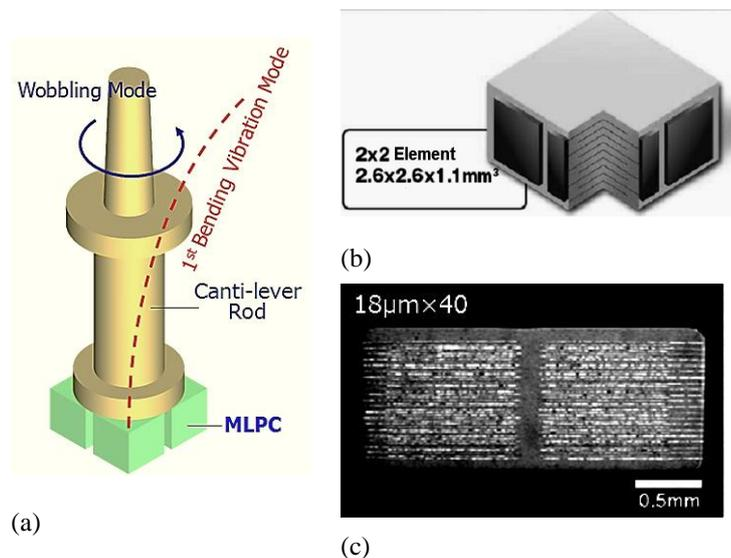 Wobbling Mode
1st Bending Vibration Mode
Canti-lever
Rod
MLPC
(a)
2x2 Element
2.6x2.6x1.1mm³
(b)
18μm×40
0.5mm
(c)